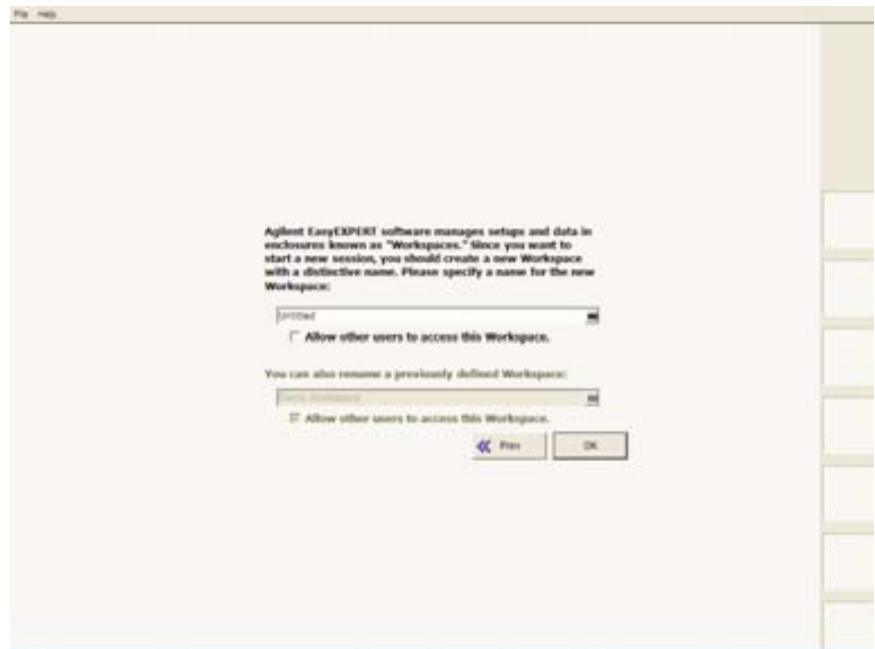 File Help
Agilent EasyEXPERT software manages setups and data in
enclosures known as "Workspaces." Since you want to
start a new session, you should create a new Workspace
with a distinctive name. Please specify a name for the new
Workspace:
Untitled
Allow other users to access this Workspace.
You can also rename a previously defined Workspace:
Demo Workspace
Allow other users to access this Workspace.
Prev OK